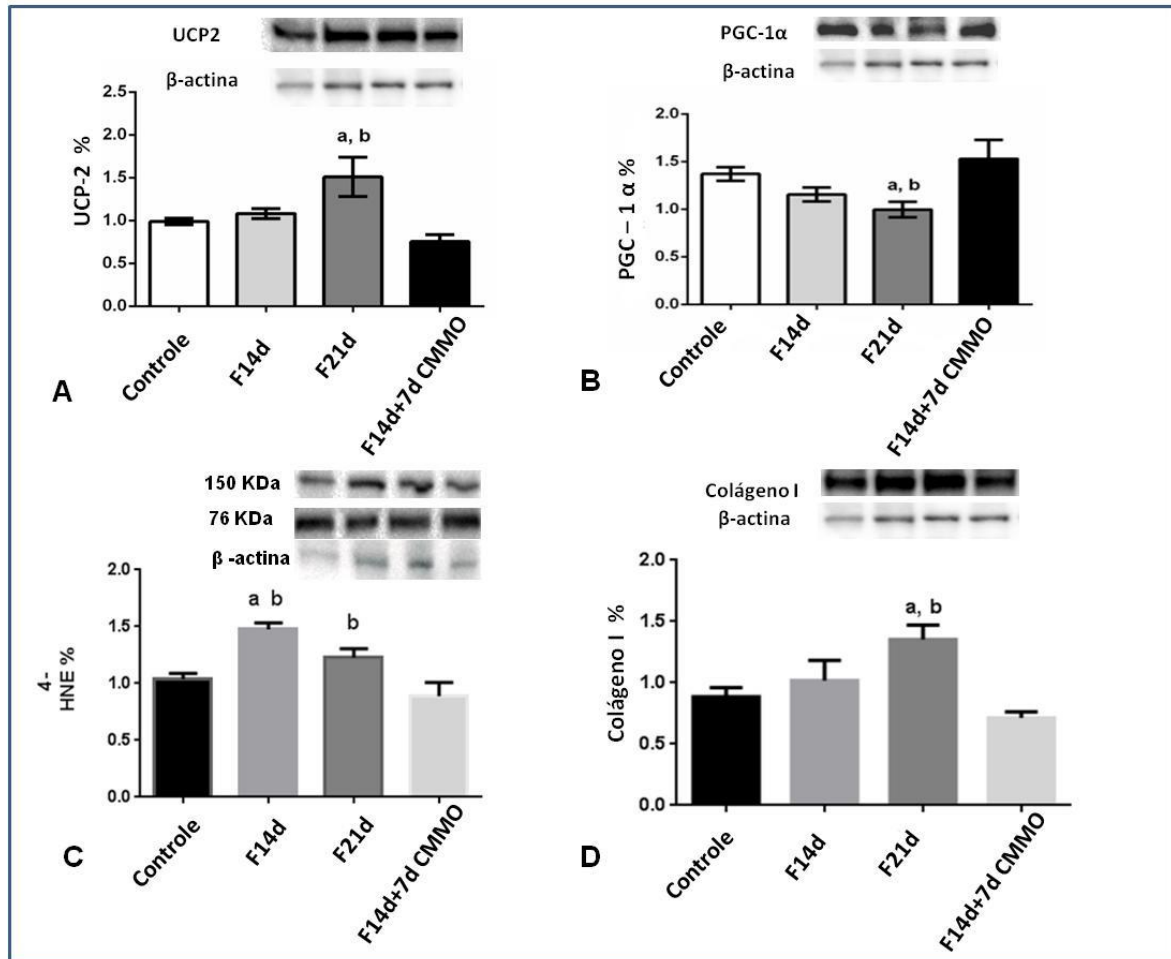 UCP2
β-actina
2.5
2.0
1.5
1.0
0.5
0.0
UCP-2 %
a, b
Controle
F14d
F21d
F14d+7d CMMO
A
PGC-1α
β-actina
2.0
1.5
1.0
0.5
0.0
PGC – 1 α %
a, b
Controle
F14d
F21d
F14d+7d CMMO
B
150 KDa
76 KDa
β -actina
2.0
1.5
1.0
0.5
0.0
4-
HNE %
a b
b
Controle
F14d
F21d
F14d+7d CMMO
C
Colágeno I
β-actina
2.0
1.5
1.0
0.5
0.0
Colágeno I %
a, b
Controle
F14d
F21d
F14d+7d CMMO
D